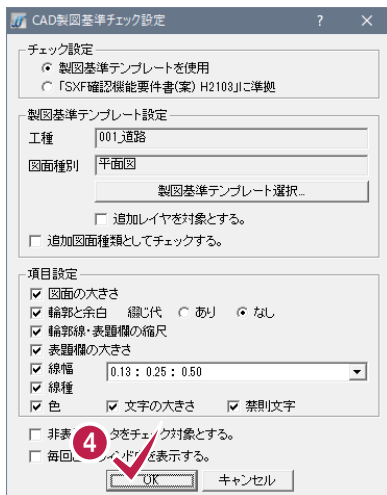 CAD製図基準チェック設定 ? ×
チェック設定
製図基準テンプレートを使用
「SXF確認機能要件書(案) H2103」に準拠
製図基準テンプレート設定
工種 001_道路
図面種別 平面図
製図基準テンプレート選択...
追加レイヤを対象とする。
追加図面種類としてチェックする。
項目設定
図面の大きさ
輪郭と余白 綴じ代 あり なし
輪郭線・表題欄の縮尺
表題欄の大きさ
線幅 0.13 : 0.25 : 0.50
線種
色 文字の大きさ 禁則文字
非表 タをチェック対象とする。
毎回 インドウを表示する。
4
OK キャンセル